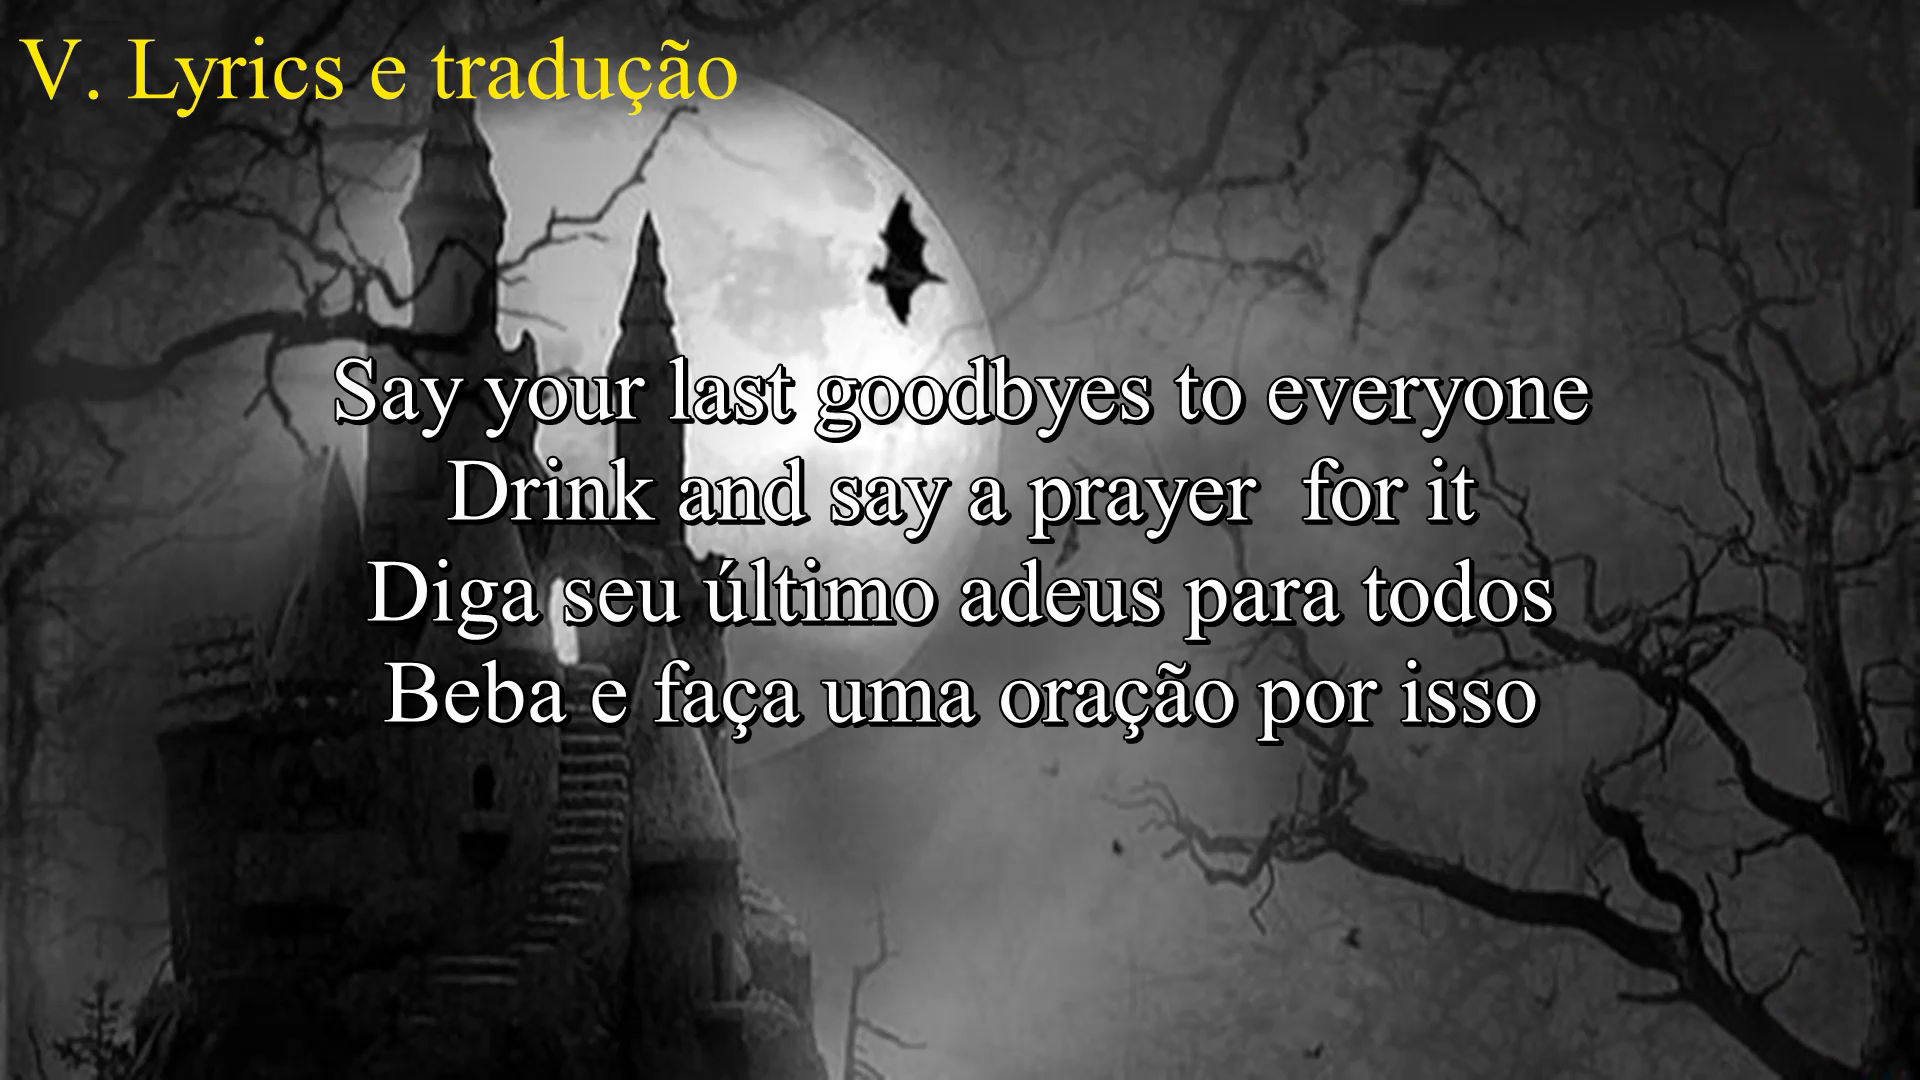 V. Lyrics e tradução
Say your last goodbyes to everyone
Drink and say a prayer  for it
Diga seu último adeus para todos
Beba e faça uma oração por isso